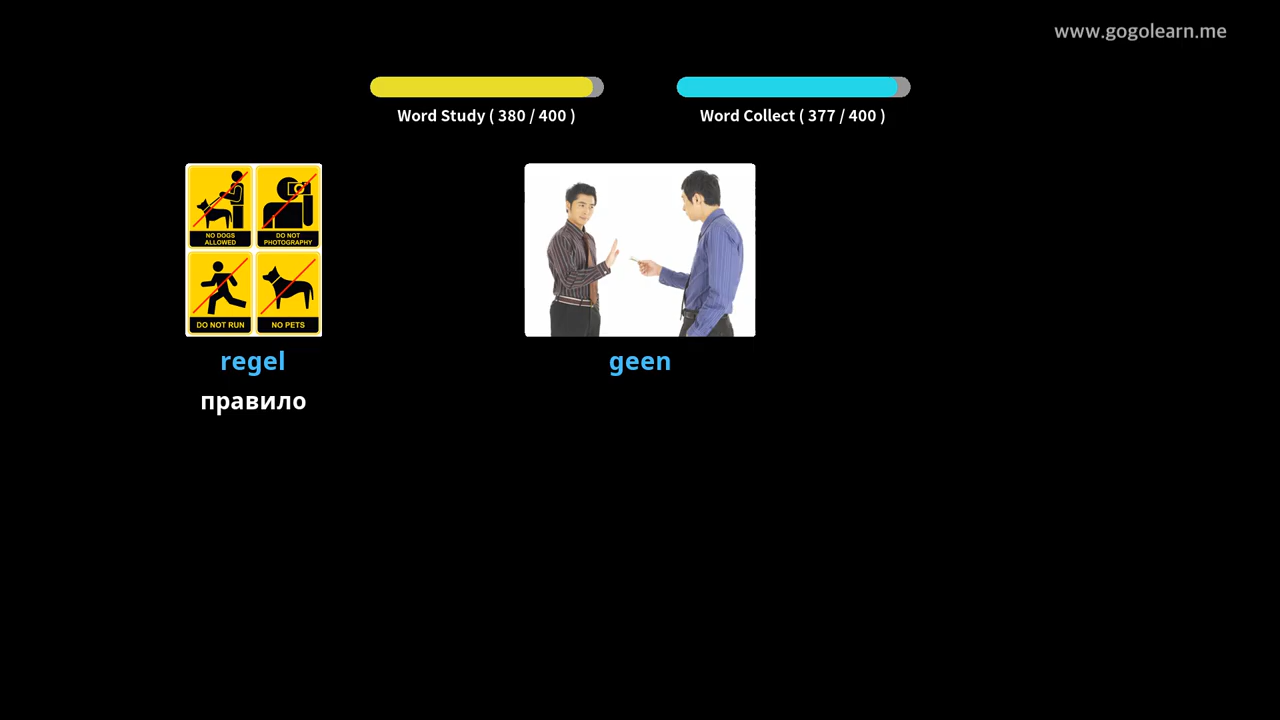 www.gogolearn.me
Word Study ( 380 / 400 )
Word Collect ( 377 / 400 )
NO DOGS
ALLOWED
DO NOT
PHOTOGRAPHY
DO NOT RUN
NO PETS
regel
geen
правило